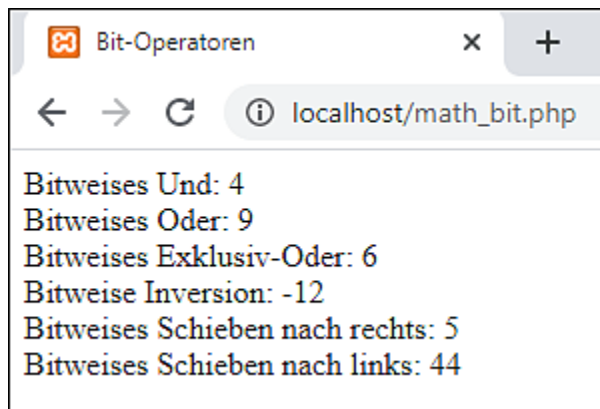 Bit-Operatoren
localhost/math_bit.php
Bitweises Und: 4
Bitweises Oder: 9
Bitweises Exklusiv-Oder: 6
Bitweise Inversion: -12
Bitweises Schieben nach rechts: 5
Bitweises Schieben nach links: 44